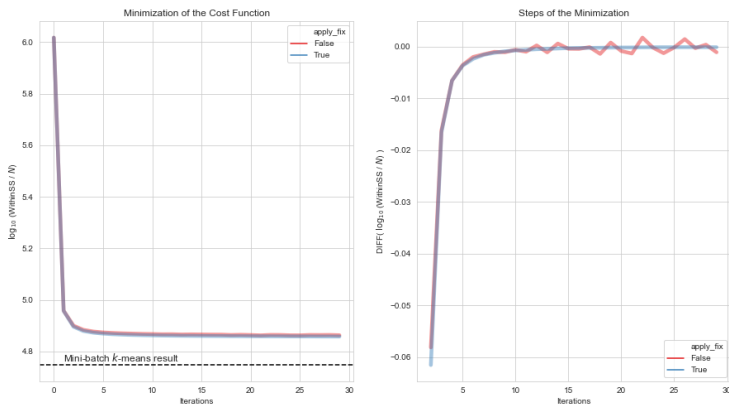 Minimization of the Cost Function
apply_fix
False
True
6.0
5.8
5.6
5.4
5.2
5.0
4.8
log10 (WithinSS / N)
Mini-batch k-means result
0 5 10 15 20 25 30
Iterations
Steps of the Minimization
0.00
−0.01
−0.02
−0.03
−0.04
−0.05
−0.06
DIFF( log10 (WithinSS / N) )
apply_fix
False
True
5 10 15 20 25 30
Iterations